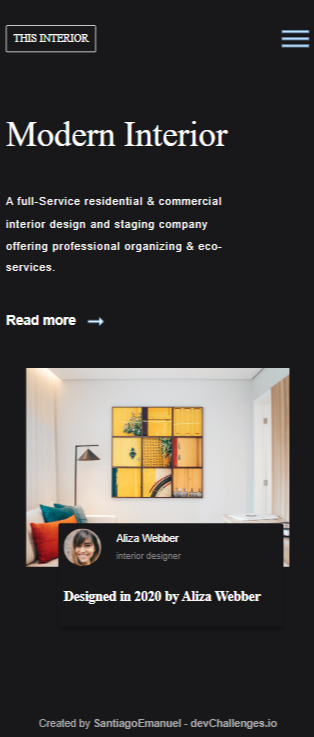 THIS INTERIOR
Modern Interior
A full-Service residential & commercial
interior design and staging company
offering professional organizing & eco-
services.
Read more
Aliza Webber
interior designer
Designed in 2020 by Aliza Webber
Created by SantiagoEmanuel - devChallenges.io